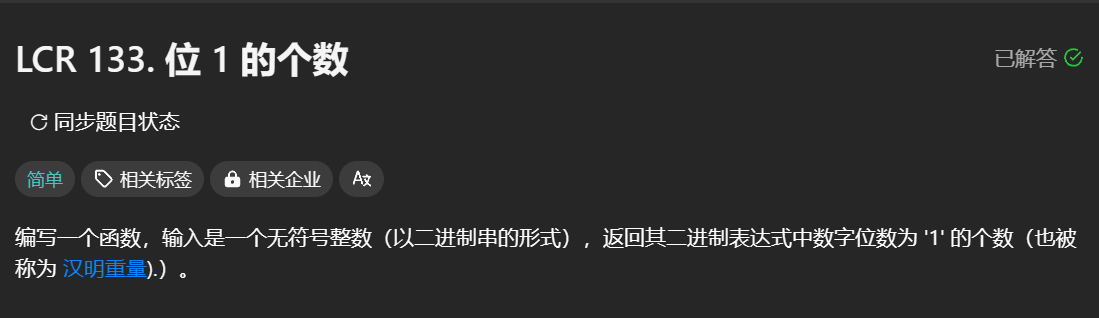 LCR 133. 位 1 的个数
已解答
同步题目状态
简单 相关标签 相关企业 A文
编写一个函数，输入是一个无符号整数（以二进制串的形式），返回其二进制表达式中数字位数为 '1' 的个数（也被
称为 汉明重量).）。